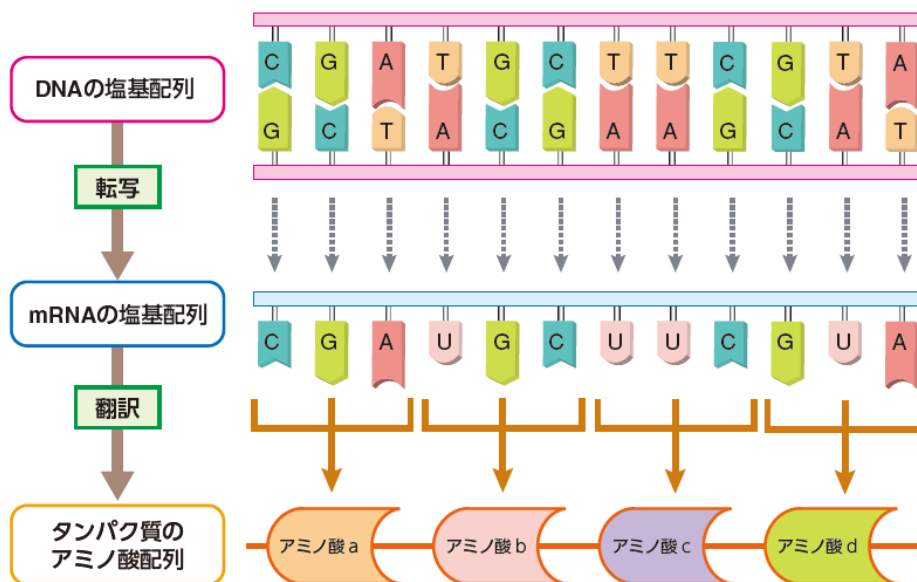 C G A T G C T T C G T A
DNAの塩基配列
G C T A C G A A G C A T
転写
mRNAの塩基配列
C G A U G C U U C G U A
翻訳
タンパク質の
アミノ酸配列
アミノ酸 a アミノ酸 b アミノ酸 c アミノ酸 d